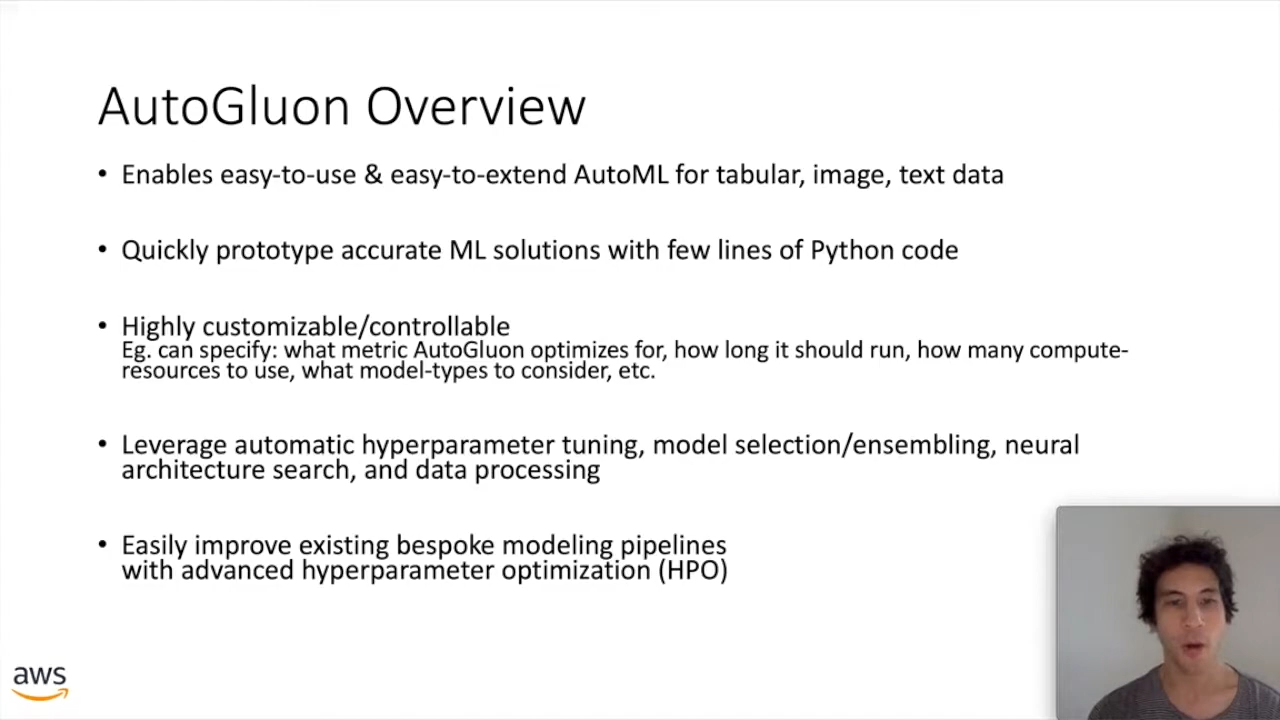 AutoGluon Overview
• Enables easy-to-use & easy-to-extend AutoML for tabular, image, text data
• Quickly prototype accurate ML solutions with few lines of Python code
• Highly customizable/controllable
Eg. can specify: what metric AutoGluon optimizes for, how long it should run, how many compute-
resources to use, what model-types to consider, etc.
• Leverage automatic hyperparameter tuning, model selection/ensembling, neural
architecture search, and data processing
• Easily improve existing bespoke modeling pipelines
with advanced hyperparameter optimization (HPO)
aws